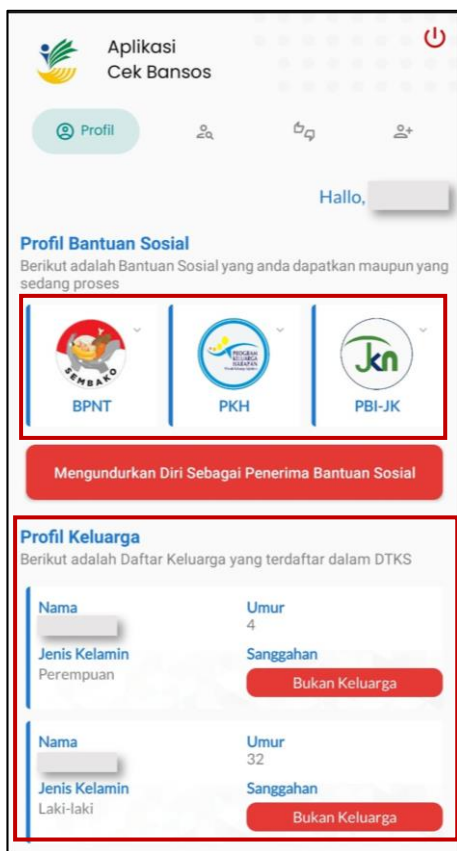 Aplikasi
Cek Bansos
Profil
Hallo,
Profil Bantuan Sosial
Berikut adalah Bantuan Sosial yang anda dapatkan maupun yang
sedang proses
SEMBAKO
PROGRAM
KELUARGA
HARAPAN
Jkn
BPNT PKH PBI-JK
Mengundurkan Diri Sebagai Penerima Bantuan Sosial
Profil Keluarga
Berikut adalah Daftar Keluarga yang terdaftar dalam DTKS
Nama Umur
4
Jenis Kelamin Sanggahan
Perempuan Bukan Keluarga
Nama Umur
32
Jenis Kelamin Sanggahan
Laki-laki Bukan Keluarga